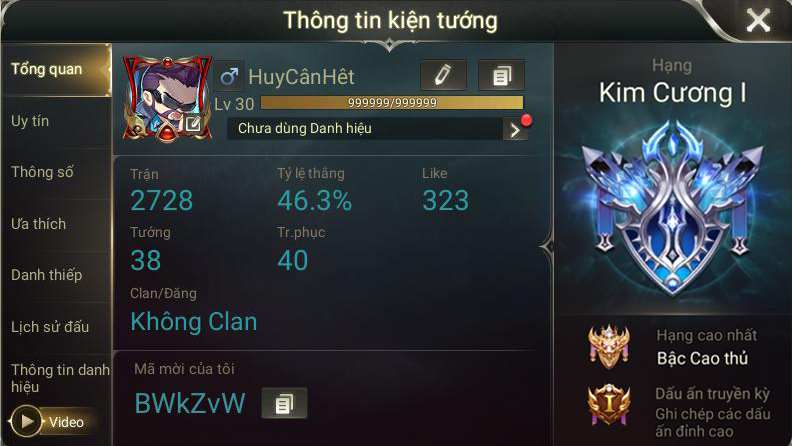 Thông tin kiện tướng
Tổng quan
Uy tín
Thông số
Ưa thích
Danh thiếp
Lịch sử đấu
Thông tin danh
hiệu
Video
HuyCânHêt
Lv 30
999999/999999
Chưa dùng Danh hiệu
Trận
Tỷ lệ thắng
Like
2728
46.3%
323
Tướng
Tr.phục
38
40
Clan/Đăng
Không Clan
Mã mời của tôi
BWkZvW
Hạng
Kim Cương I
Hạng cao nhất
Bậc Cao thủ
I
Dấu ấn truyền kỳ
Ghi chép các dấu
ấn đỉnh cao